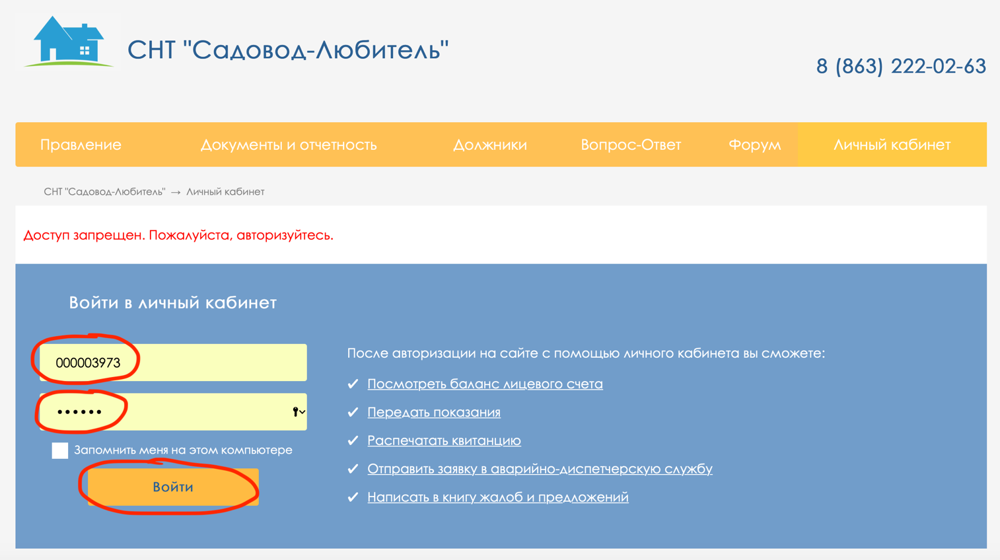 СНТ "Садовод-Любитель"
8 (863) 222-02-63
Правление Документы и отчетность Должники Вопрос-Ответ Форум Личный кабинет
СНТ "Садовод-Любитель" → Личный кабинет
Доступ запрещен. Пожалуйста, авторизуйтесь.
Войти в личный кабинет
000003973
••••••
Запомнить меня на этом компьютере
Войти
После авторизации на сайте с помощью личного кабинета вы сможете:
✓ Посмотреть баланс лицевого счета
✓ Передать показания
✓ Распечатать квитанцию
✓ Отправить заявку в аварийно-диспетчерскую службу
✓ Написать в книгу жалоб и предложений